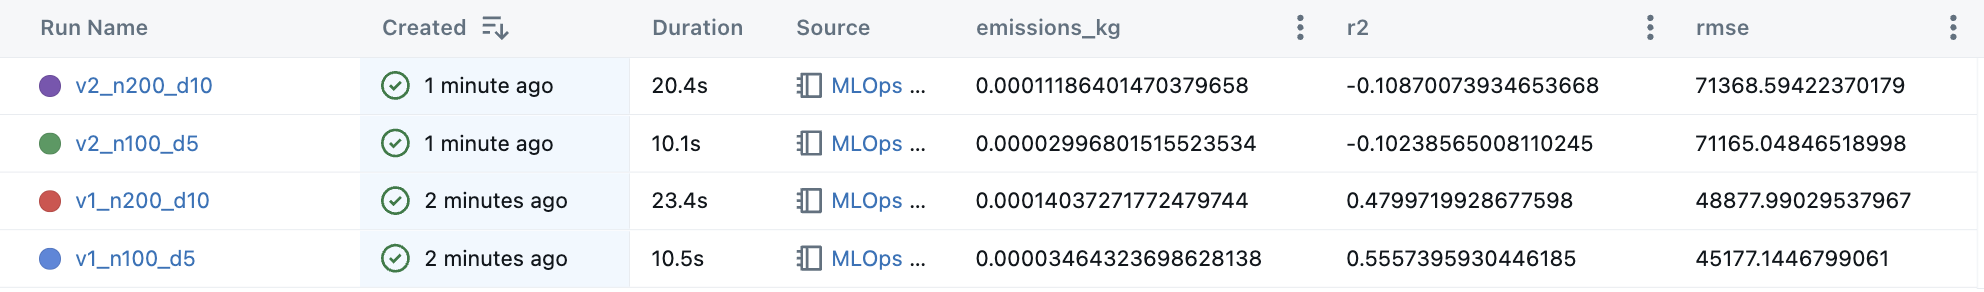 Run Name Created Duration Source emissions_kg r2 rmse
v2_n200_d10 1 minute ago 20.4s MLOps ... 0.00011186401470379658 -0.10870073934653668 71368.59422370179
v2_n100_d5 1 minute ago 10.1s MLOps ... 0.00002996801515523534 -0.10238565008110245 71165.04846518998
v1_n200_d10 2 minutes ago 23.4s MLOps ... 0.00014037271772479744 0.4799719928677598 48877.99029537967
v1_n100_d5 2 minutes ago 10.5s MLOps ... 0.00003464323698628138 0.5557395930446185 45177.1446799061